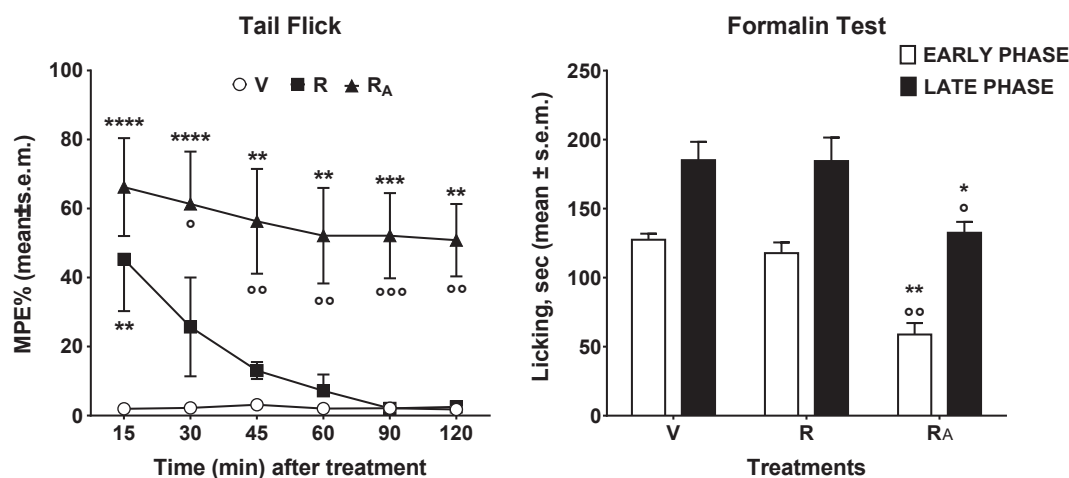 Tail Flick
100
80
60
40
20
0
MPE% (mean±s.e.m.)
○ V ■ R ▲ RA
****
****
**
**
***
**
°
°°
°°
°°°
°°
**
15 30 45 60 90 120
Time (min) after treatment
Formalin Test
EARLY PHASE
LATE PHASE
250
200
150
100
50
0
Licking, sec (mean ± s.e.m.)
*
°
**
°°
V R RA
Treatments